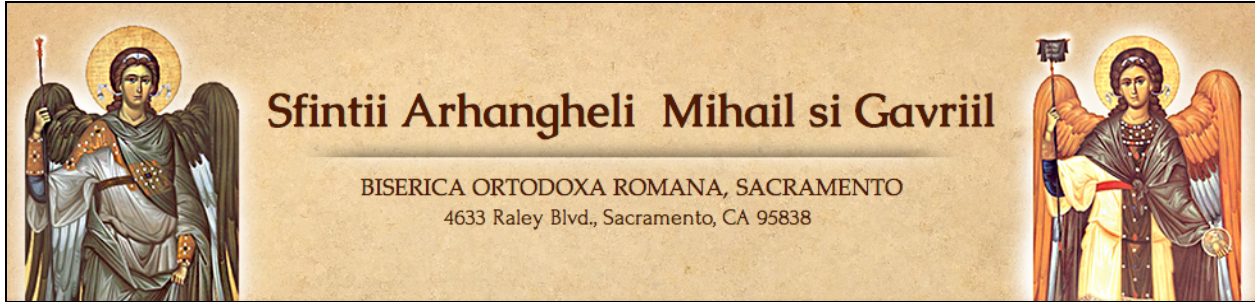 Sfintii Arhangheli Mihail si Gavriil
BISERICA ORTODOXA ROMANA, SACRAMENTO
4633 Raley Blvd., Sacramento, CA 95838